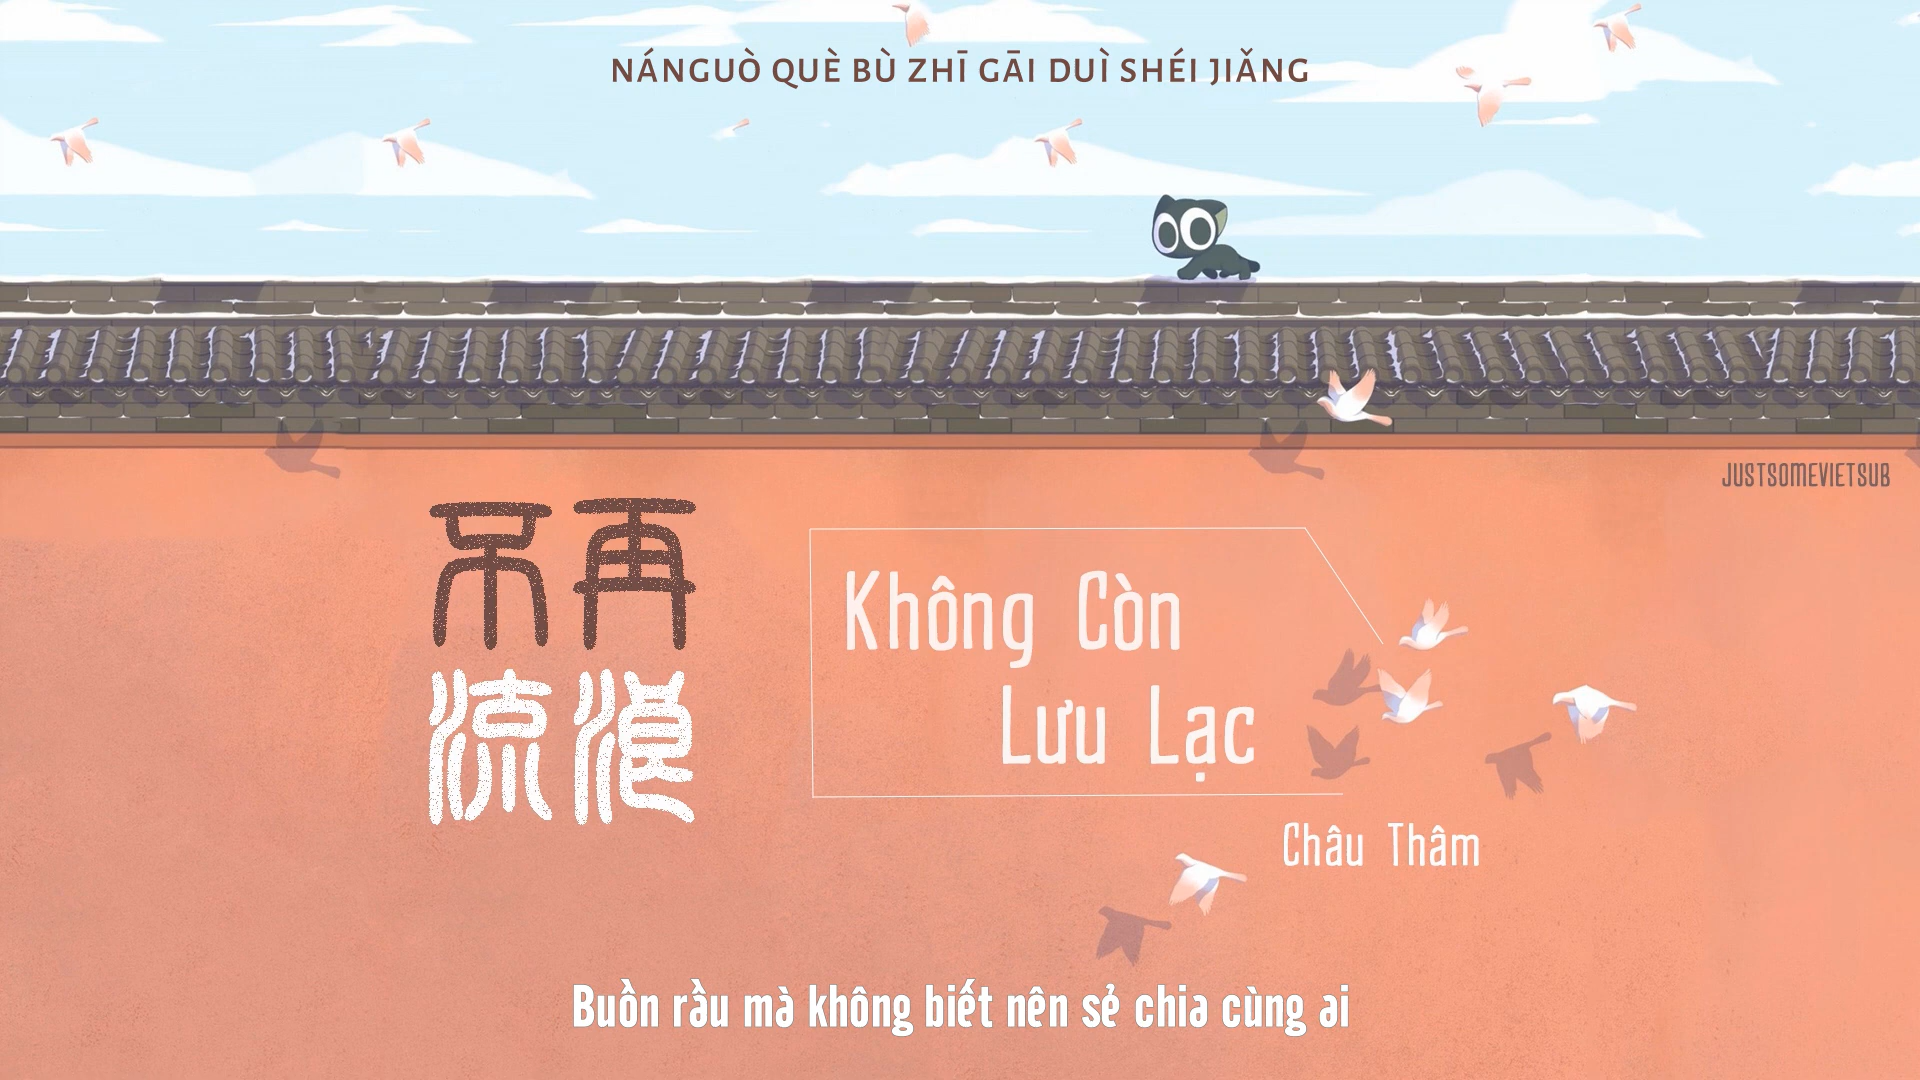 NÁNGUÒ QUÈ BÙ ZHĪ GĀI DUÌ SHÉI JIǍNG
JUSTSOMEVIETSUB
不再
流浪
Không Còn
Lưu Lạc
Châu Thâm
Buồn rầu mà không biết nên sẻ chia cùng ai